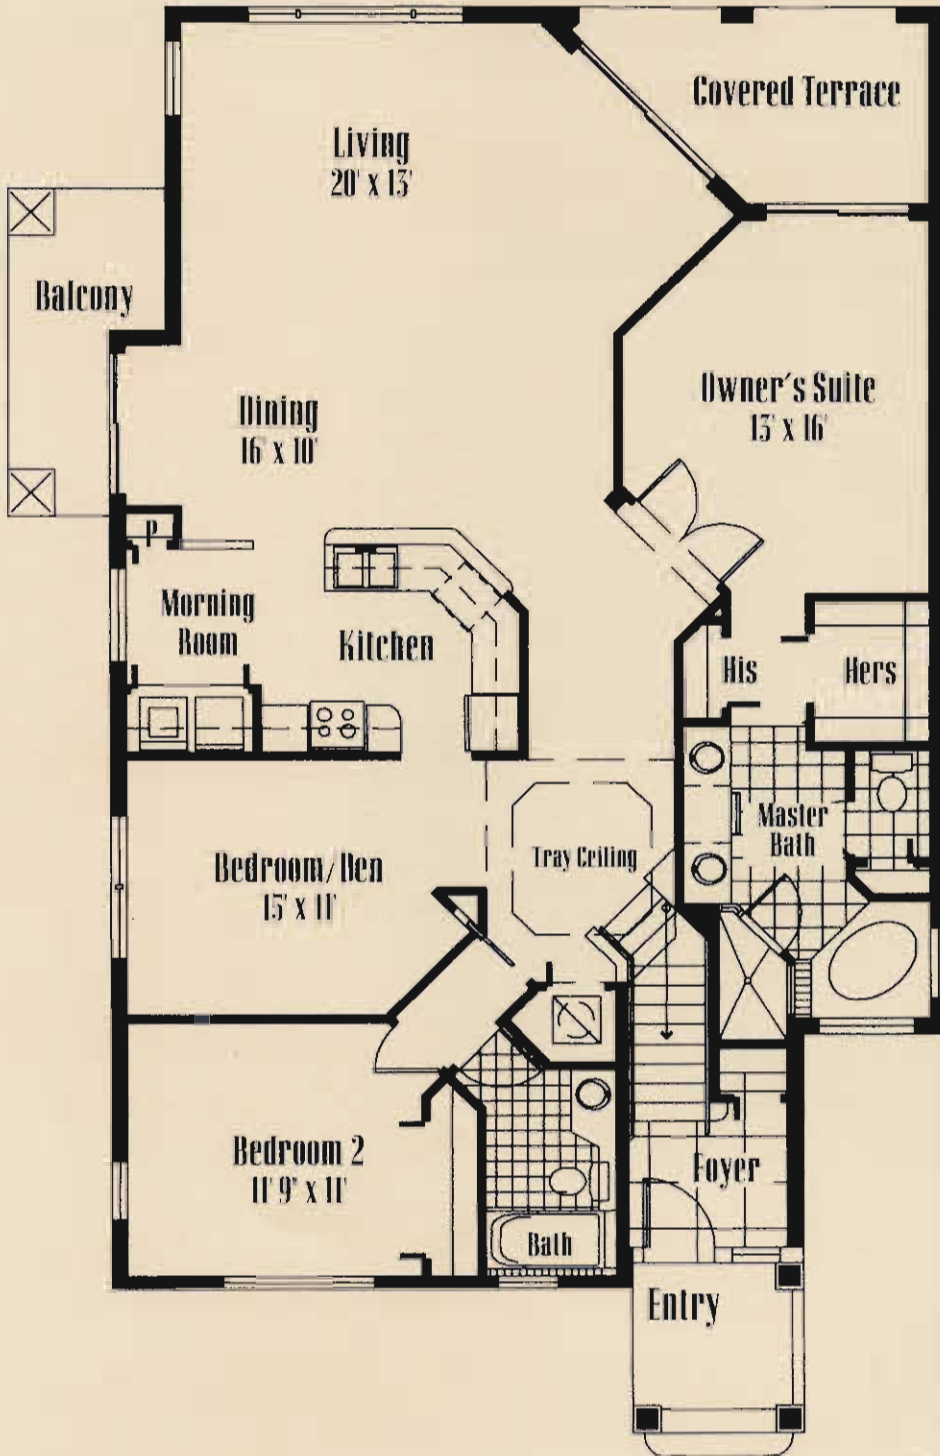 Covered Terrace
Living
20' x 13'
Balcony
Owner's Suite
13' x 16'
Dining
16' x 10'
P
Morning
Room
Kitchen
His
Hers
Master
Bath
Tray Ceiling
Bedroom/Den
15' x 11'
Bedroom 2
11' 9" x 11'
Foyer
Bath
Entry